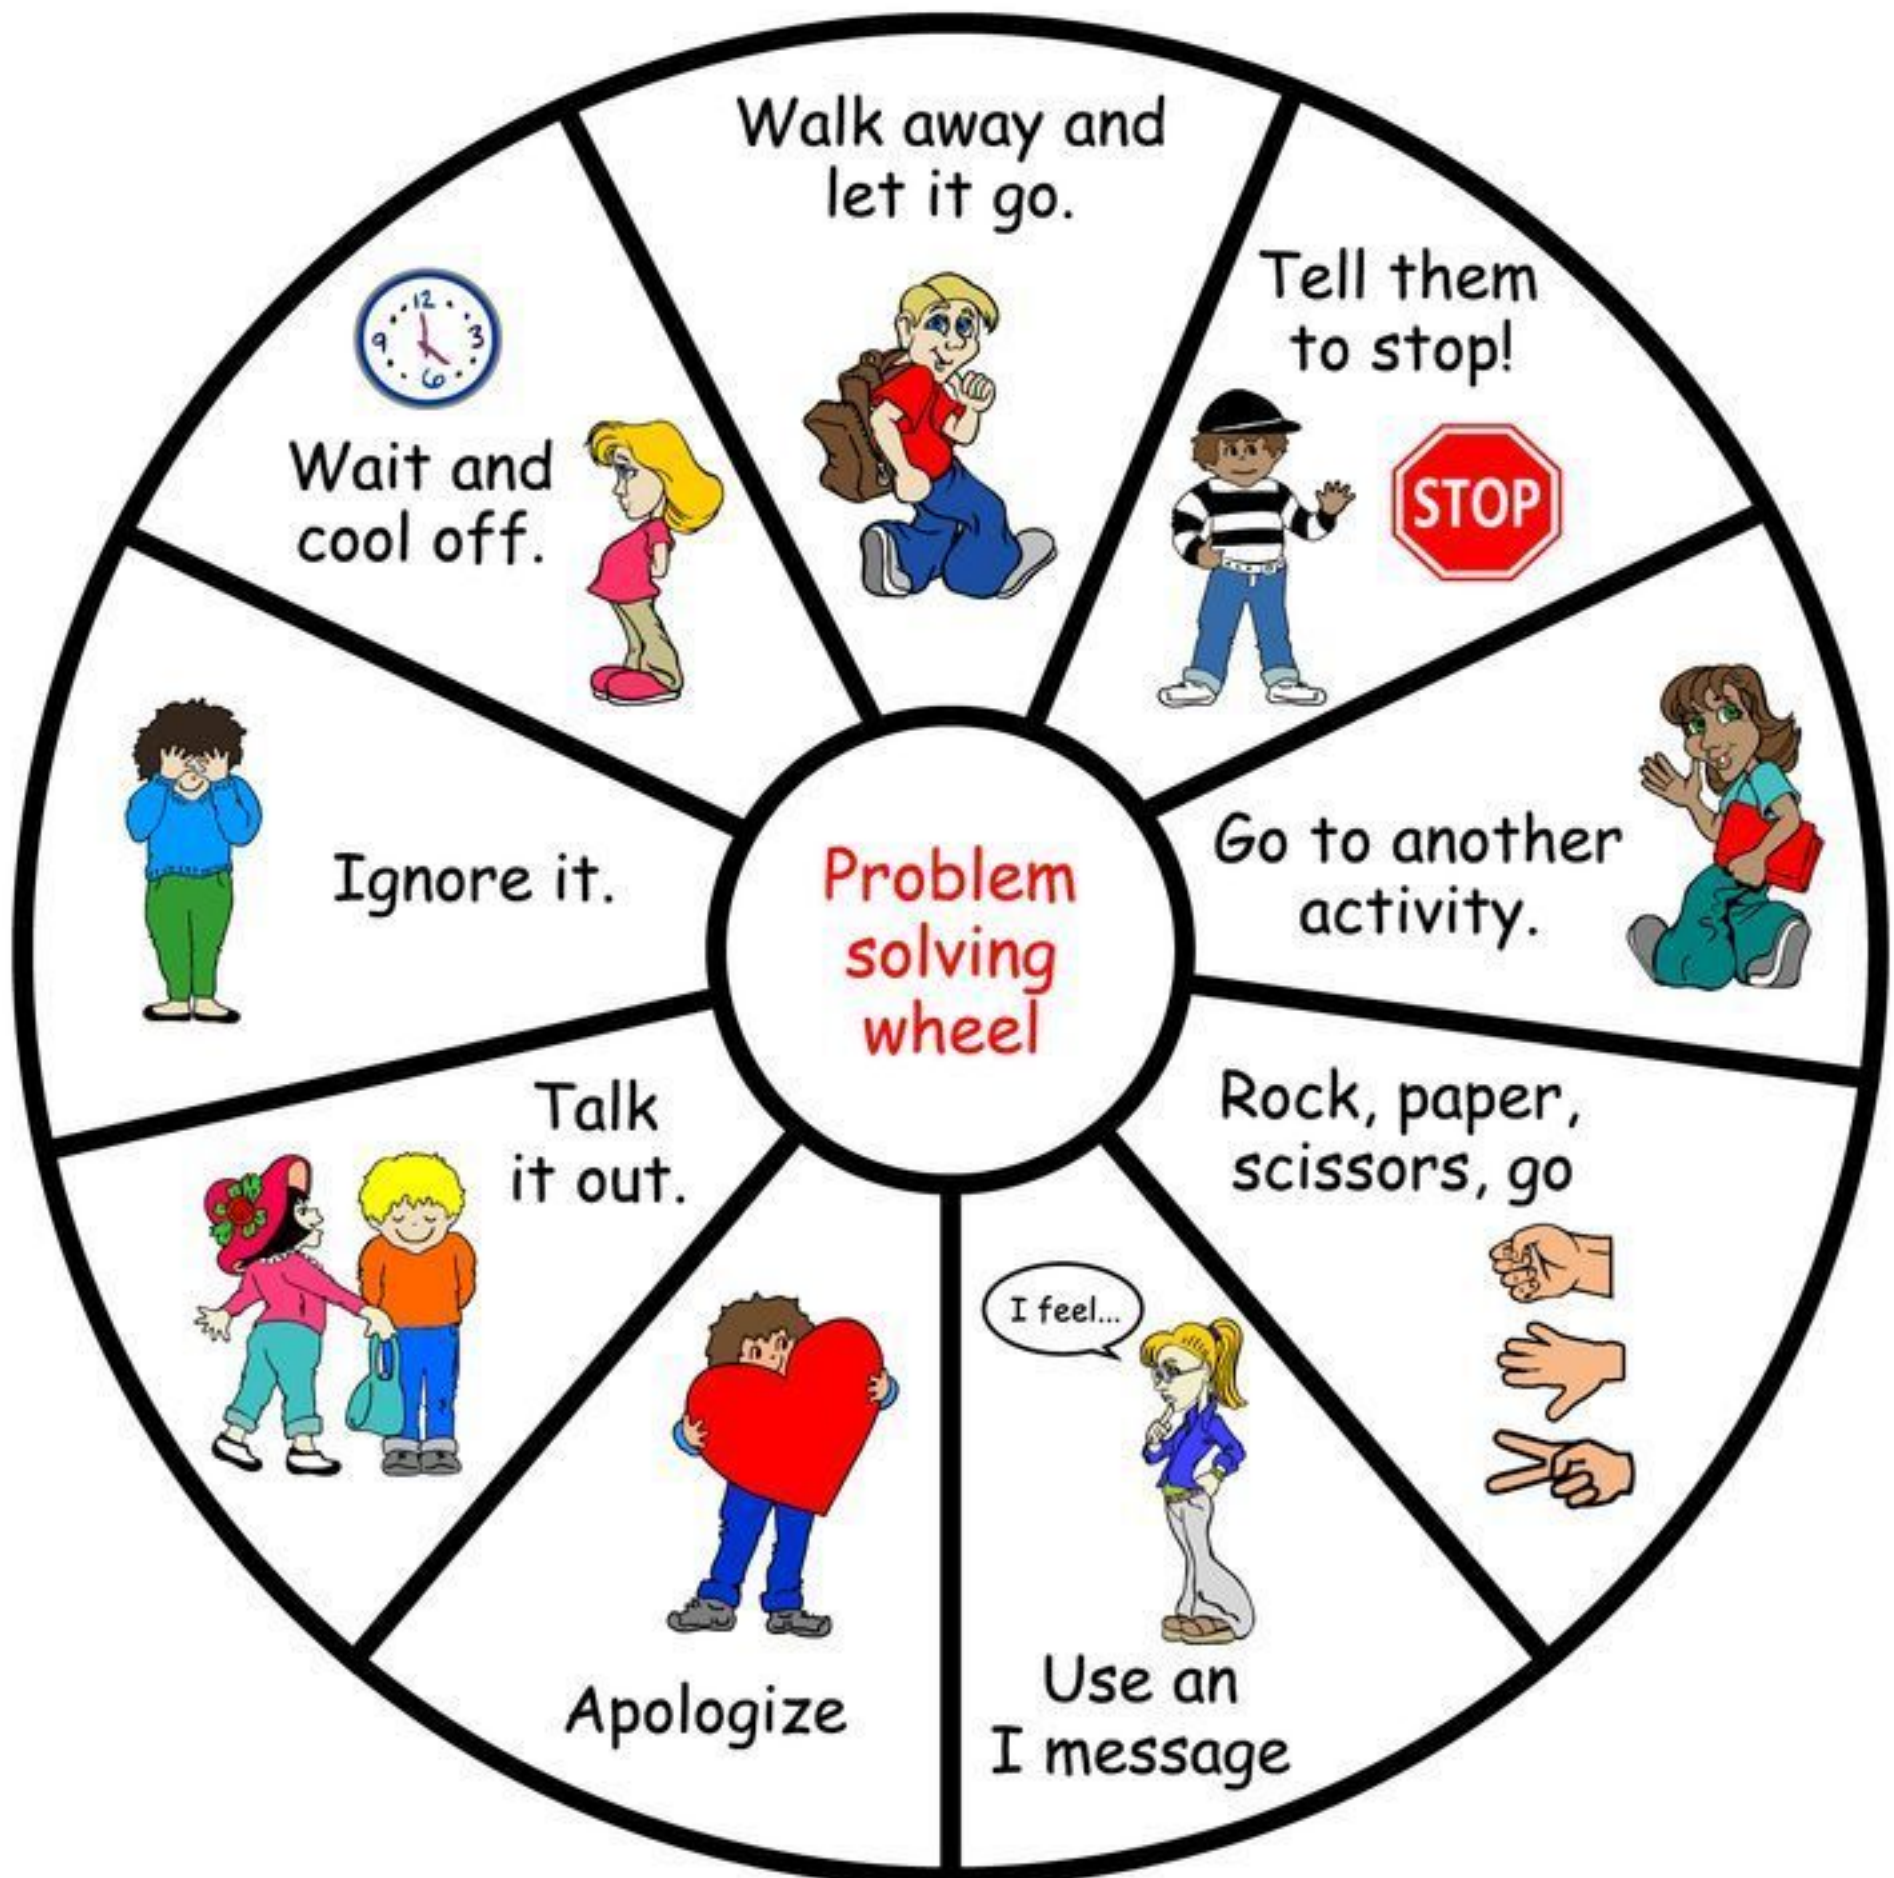 Walk away and
let it go.
Tell them
to stop!
STOP
Go to another
activity.
Rock, paper,
scissors, go
I feel...
Use an
I message
Apologize
Talk
it out.
Ignore it.
12
3
6
9
Wait and
cool off.
Problem
solving
wheel